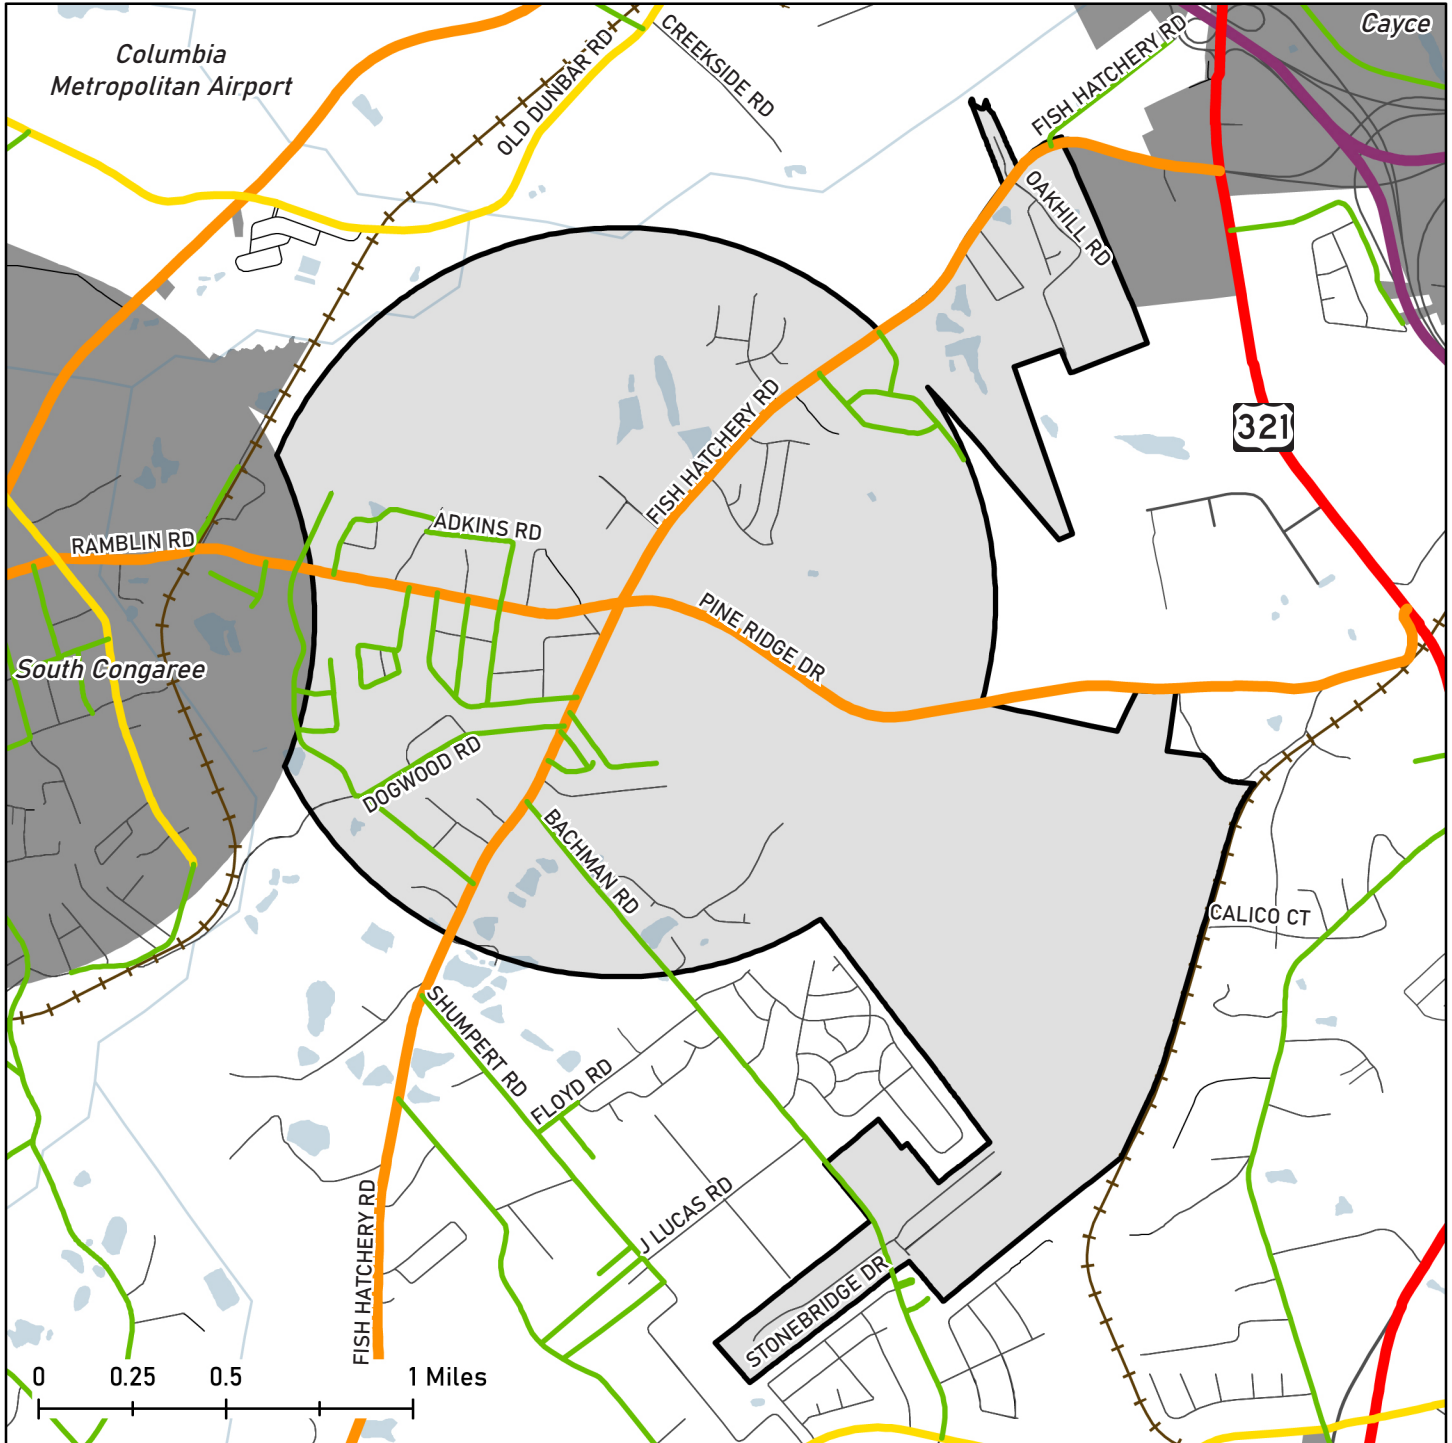 Columbia
Metropolitan Airport
OLD DUNBAR RD
CREEKSIDE RD
FISH HATCHERY RD
Cayce
OAKHILL RD
321
FISH HATCHERY RD
ADKINS RD
RAMBLIN RD
PINE RIDGE DR
South Congaree
DOGWOOD RD
BACHMAN RD
CALICO CT
SHUMPERT RD
FLOYD RD
J LUCAS RD
FISH HATCHERY RD
STONEBRIDGE DR
0 0.25 0.5 1 Miles